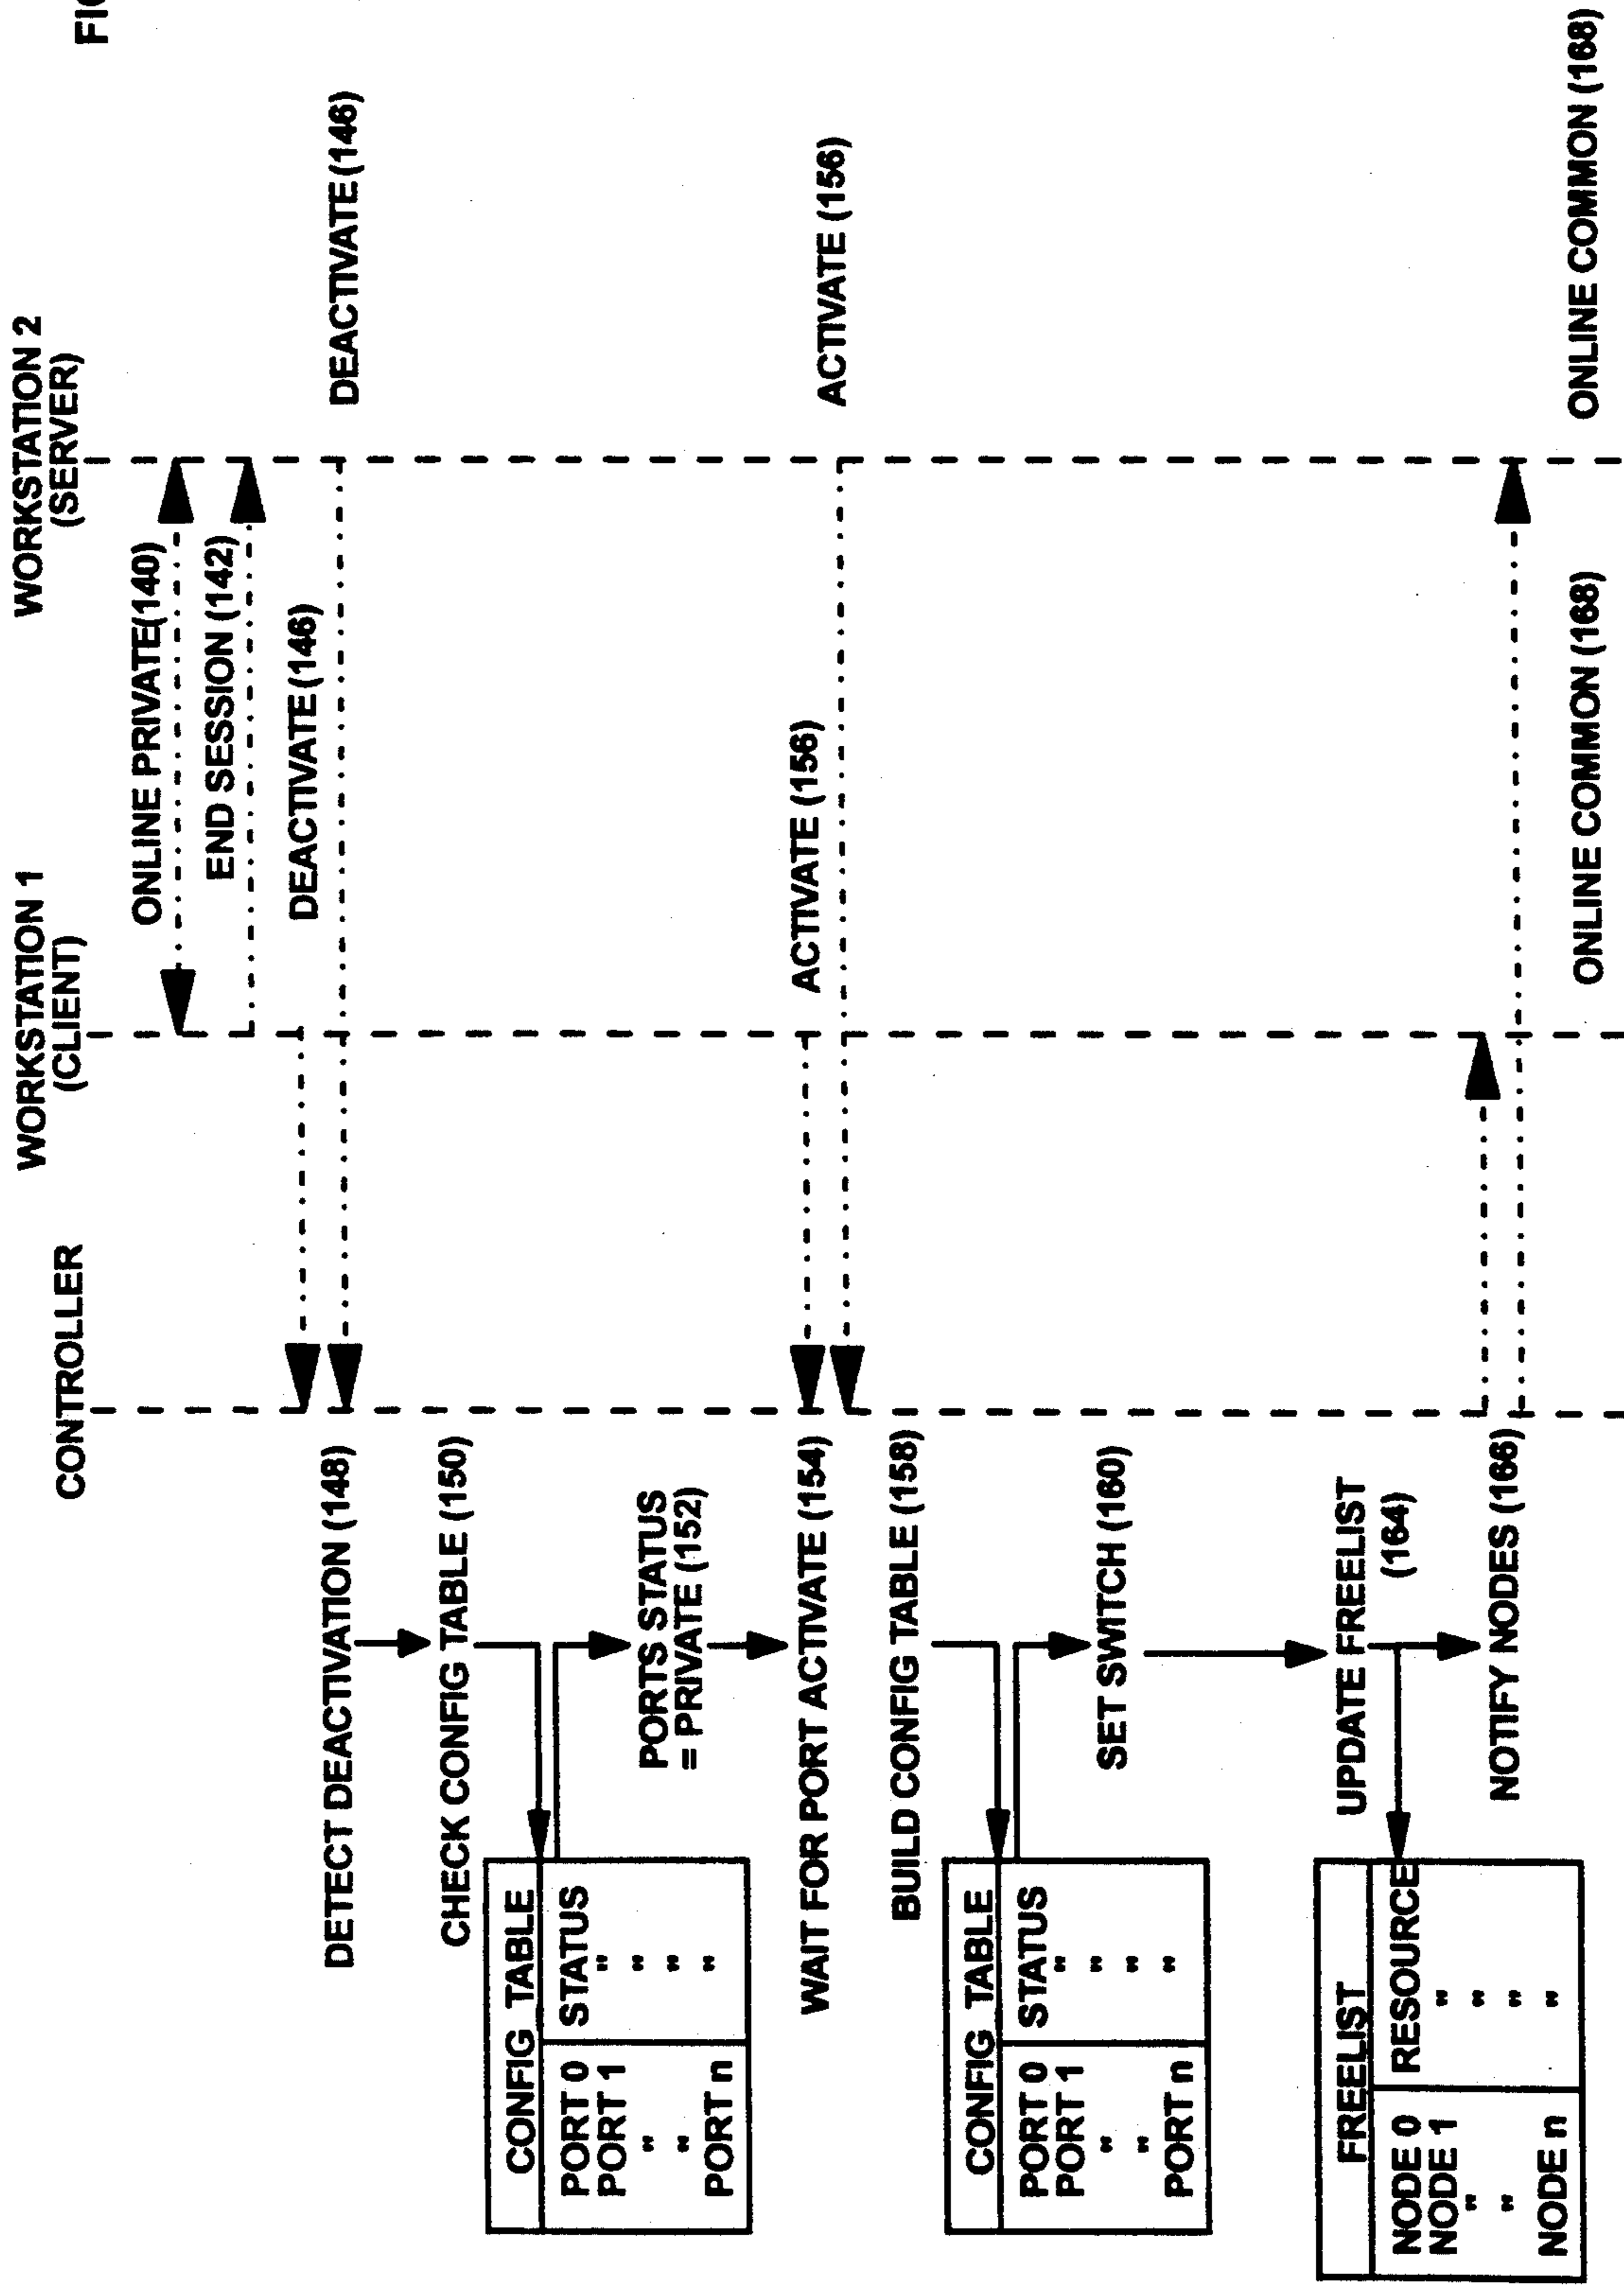 FIG
CONTROLLER
WORKSTATION 1
(CLIENT)
WORKSTATION 2
(SERVER)
ONLINE PRIVATE(140)
END SESSION (142)
DEACTIVATE (146)
DEACTIVATE (146)
DETECT DEACTIVATION (148)
CHECK CONFIG TABLE (150)
CONFIG TABLE
PORT 0 STATUS
PORT 1 "
" "
" "
PORT n "
PORTS STATUS
= PRIVATE (152)
WAIT FOR PORT ACTIVATE (154)
ACTIVATE (156)
ACTIVATE (156)
BUILD CONFIG TABLE (158)
CONFIG TABLE
PORT 0 STATUS
PORT 1 "
" "
" "
PORT n "
SET SWITCH (160)
UPDATE FREELIST
(164)
FREELIST
NODE 0 RESOURCE
NODE 1 "
" "
" "
NODE n "
NOTIFY NODES (166)
ONLINE COMMON (168)
ONLINE COMMON (168)